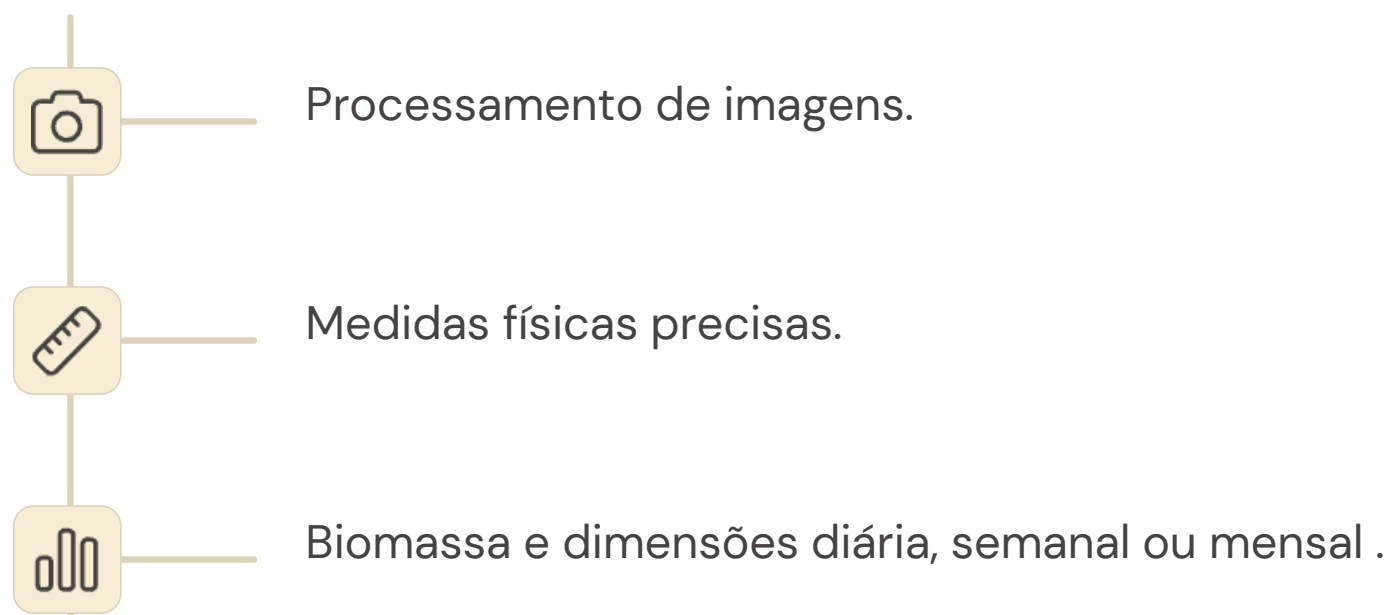 Processamento de imagens.
Medidas físicas precisas.
Biomassa e dimensões diária, semanal ou mensal .